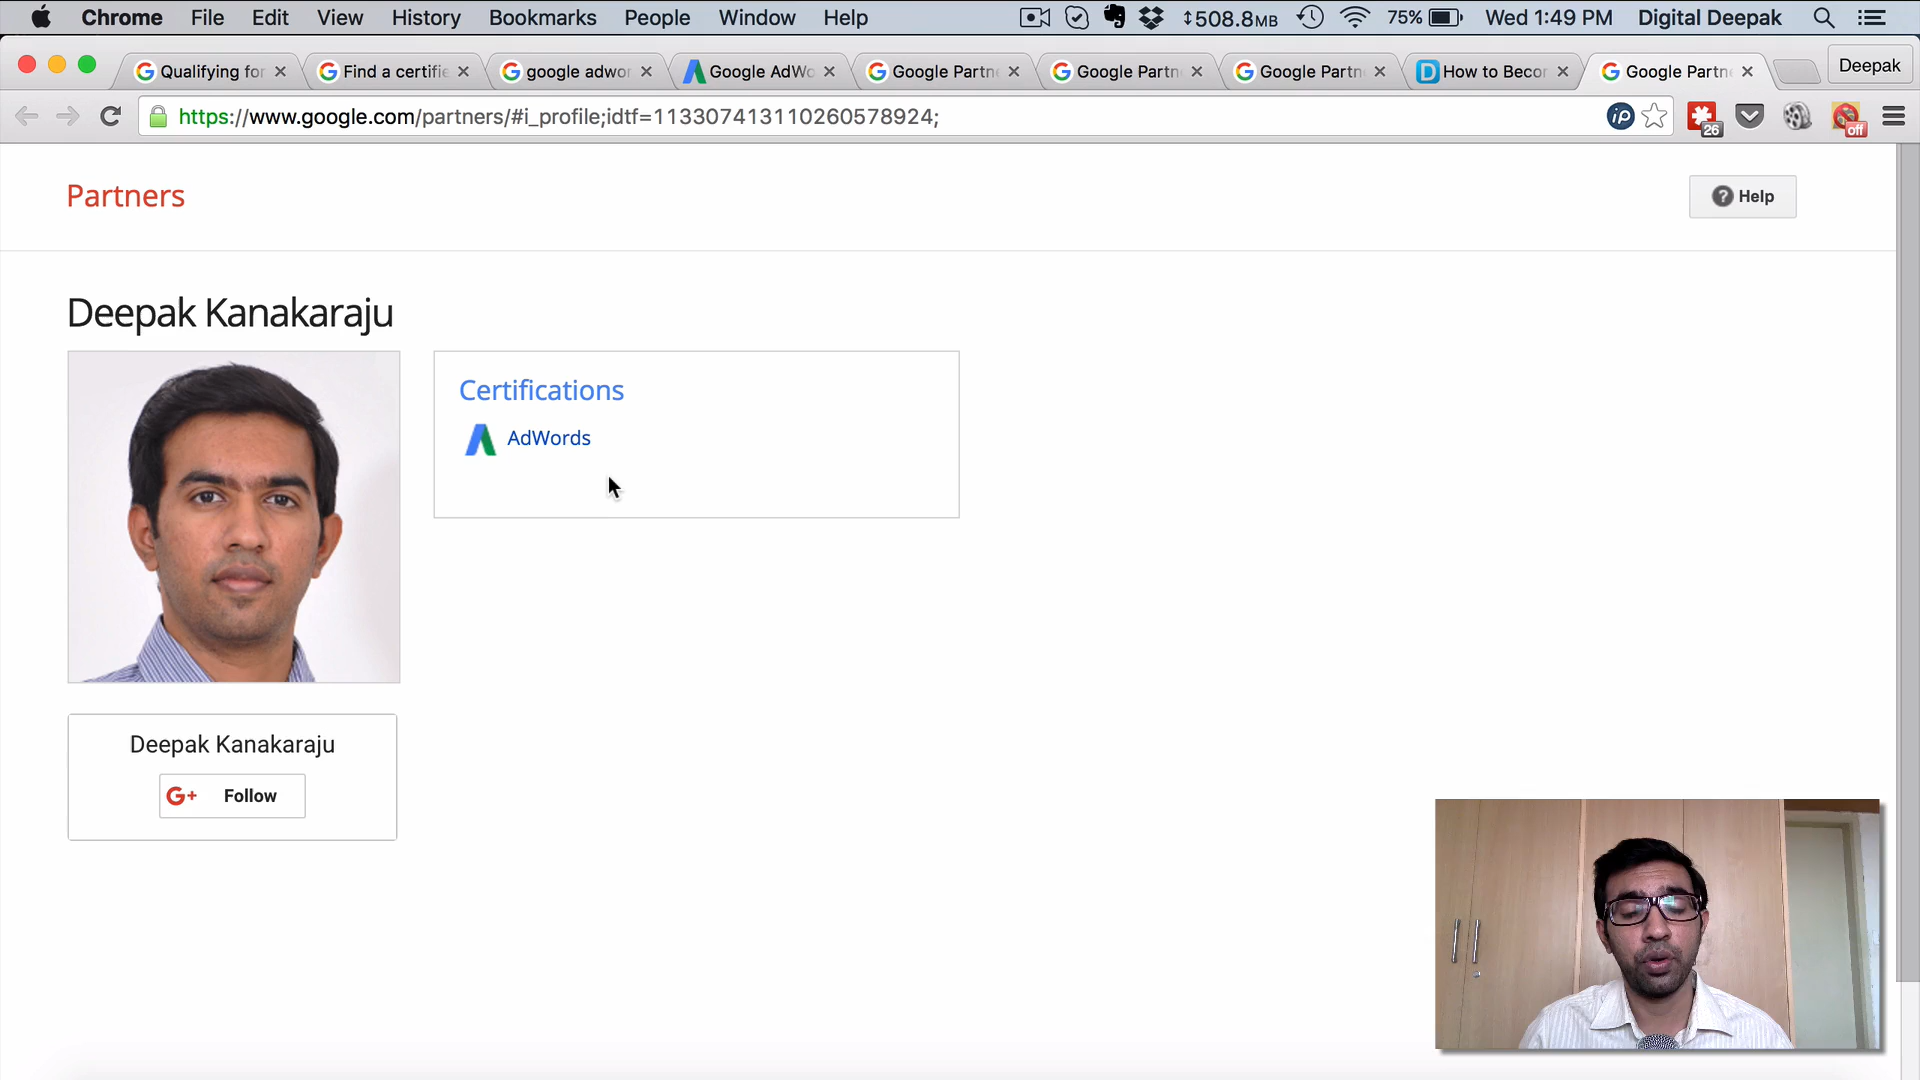 Chrome File Edit View History Bookmarks People Window Help 508.8MB 75% Wed 1:49 PM Digital Deepak
Qualifying for Find a certifie google adwor Google AdWo Google Partn Google Partn Google Partn How to Becor Google Partn Deepak
https://www.google.com/partners/#i_profile;idtf=113307413110260578924; iP 26 off
Partners
? Help
Deepak Kanakaraju
Certifications
AdWords
Deepak Kanakaraju
G+ Follow